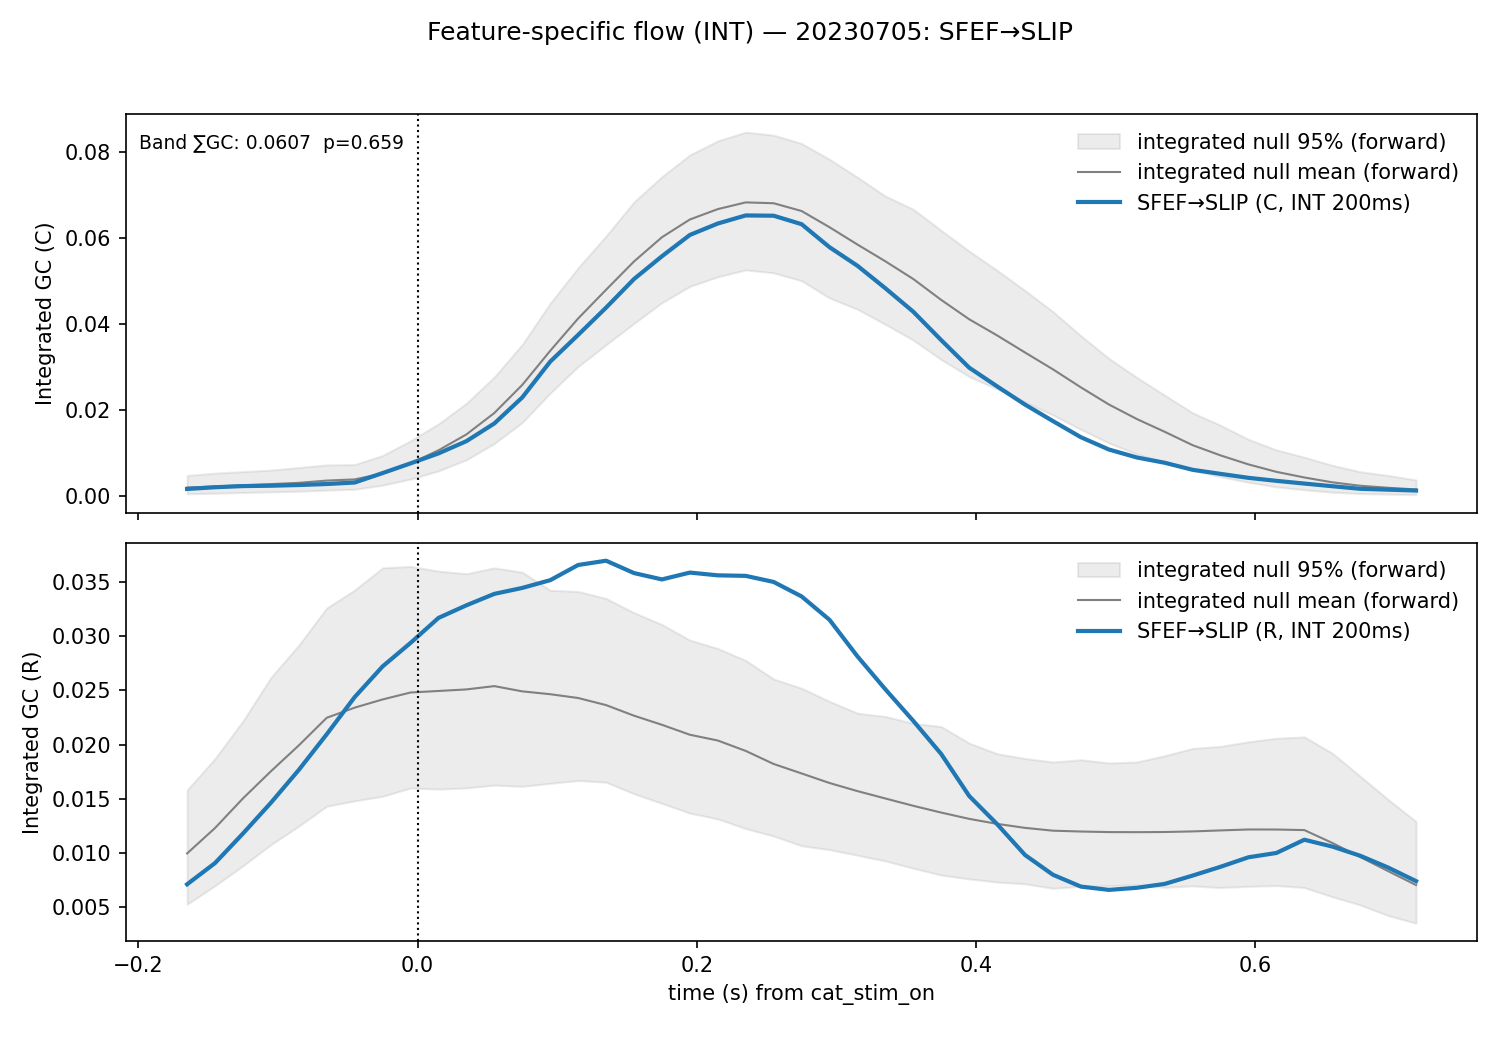 Feature-specific flow (INT) — 20230705: SFEF→SLIP
Band ∑GC: 0.0607  p=0.659
integrated null 95% (forward)
integrated null mean (forward)
SFEF→SLIP (C, INT 200ms)
Integrated GC (C)
0.08
0.06
0.04
0.02
0.00
integrated null 95% (forward)
integrated null mean (forward)
SFEF→SLIP (R, INT 200ms)
Integrated GC (R)
0.035
0.030
0.025
0.020
0.015
0.010
0.005
−0.2 0.0 0.2 0.4 0.6
time (s) from cat_stim_on